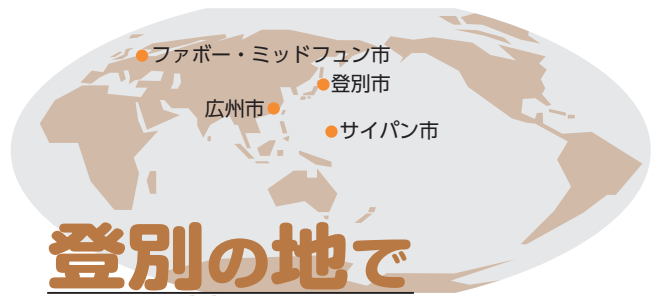 ファボー・ミッドフュン市
登別市
広州市
サイパン市
登別の地で